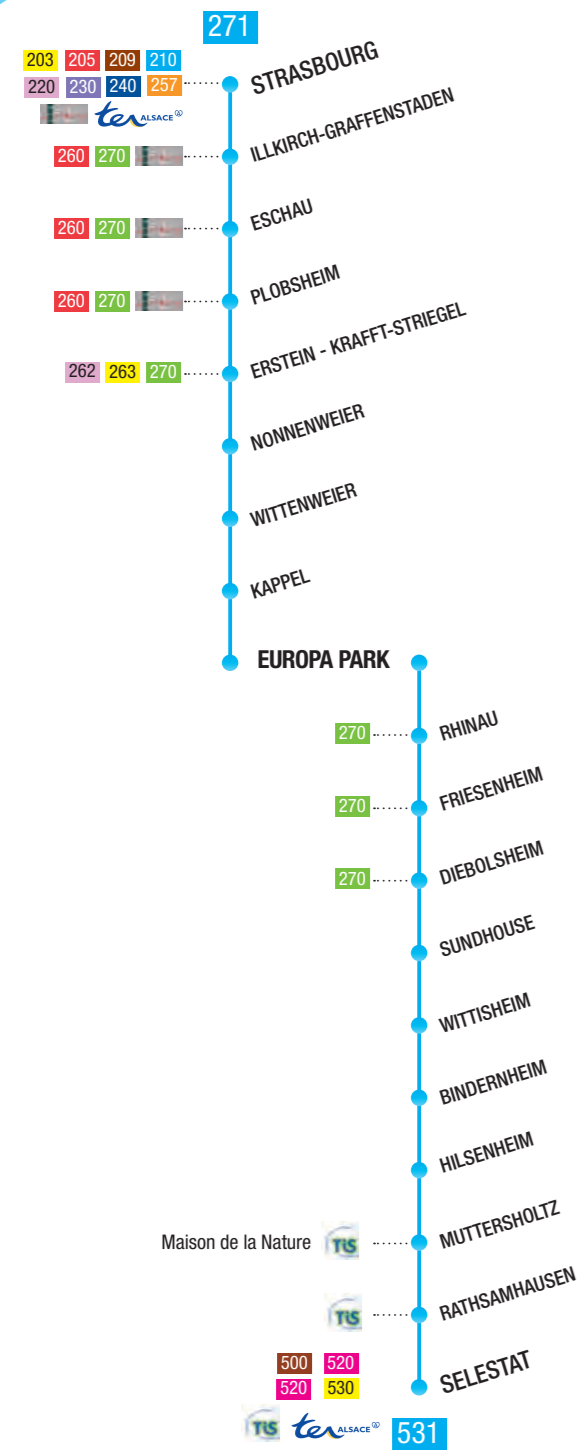 271
203 205 209 210
220 230 240 257
ter ALSACE
STRASBOURG
260 270
ILLKIRCH-GRAFFENSTADEN
260 270
ESCHAU
260 270
PLOBSHEIM
262 263 270
ERSTEIN - KRAFFT-STRIEGEL
NONNENWEIER
WITTENWEIER
KAPPEL
EUROPA PARK
270
RHINAU
270
FRIESENHEIM
270
DIEBOLSHEIM
SUNDHOUSE
WITTISHEIM
BINDERNHEIM
HILSENHEIM
Maison de la Nature TIS
MUTTERSHOLTZ
TIS
RATHSAMHAUSEN
500 520
520 530
SELESTAT
TIS ter ALSACE 531